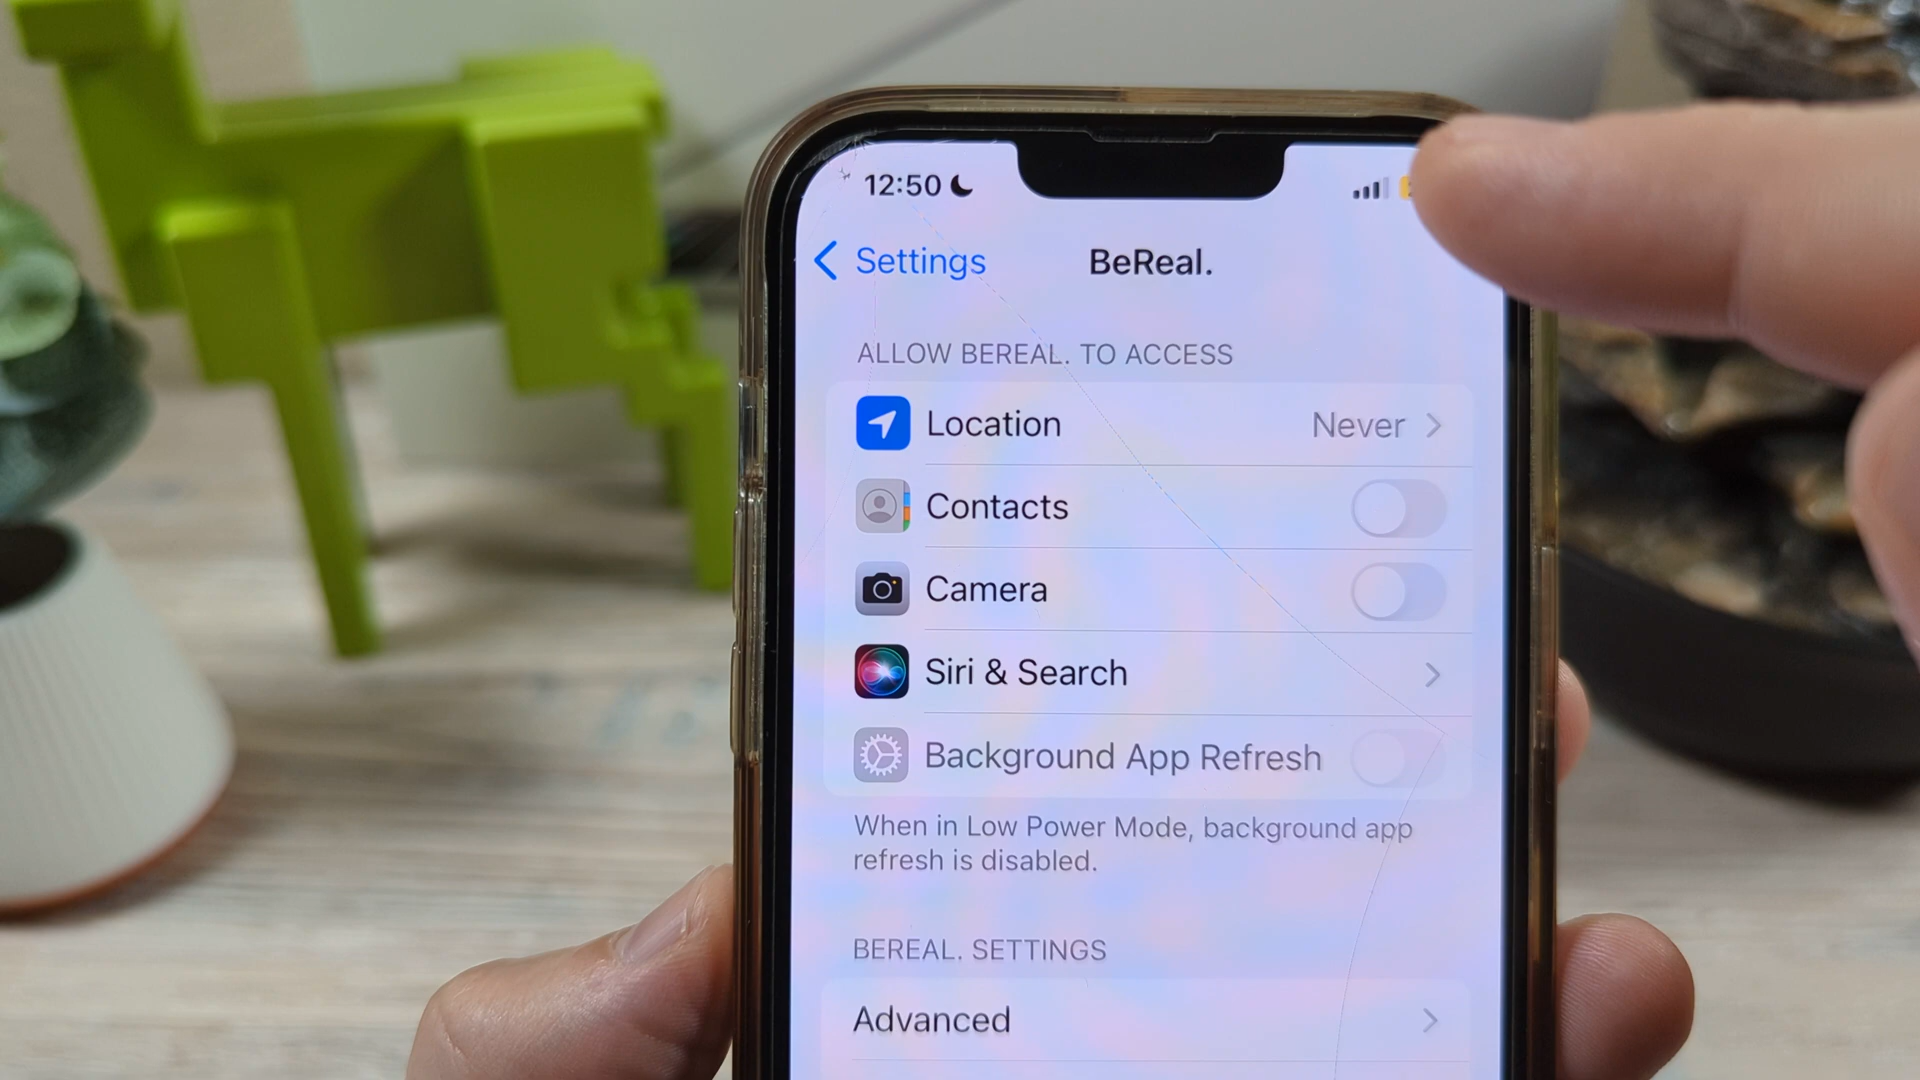 12:50
Settings BeReal.
ALLOW BEREAL. TO ACCESS
Location Never
Contacts
Camera
Siri & Search
Background App Refresh
When in Low Power Mode, background app
refresh is disabled.
BEREAL. SETTINGS
Advanced